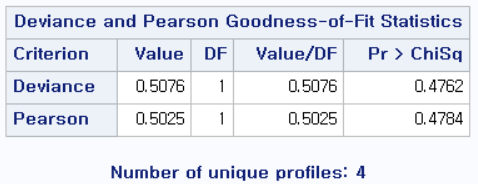 Deviance and Pearson Goodness-of-Fit Statistics
Criterion Value DF Value/DF Pr > ChiSq
Deviance 0.5076 1 0.5076 0.4762
Pearson 0.5025 1 0.5025 0.4784
Number of unique profiles: 4